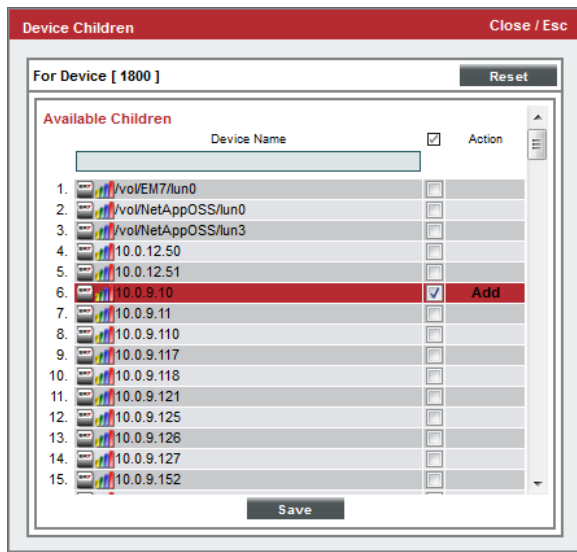 Device Children Close / Esc
For Device [ 1800 ] Reset
Available Children
Device Name Action
1. /vol/EM7/lun0
2. /vol/NetAppOSS/lun0
3. /vol/NetAppOSS/lun3
4. 10.0.12.50
5. 10.0.12.51
6. 10.0.9.10 Add
7. 10.0.9.11
8. 10.0.9.110
9. 10.0.9.117
10. 10.0.9.118
11. 10.0.9.121
12. 10.0.9.125
13. 10.0.9.126
14. 10.0.9.127
15. 10.0.9.152
Save